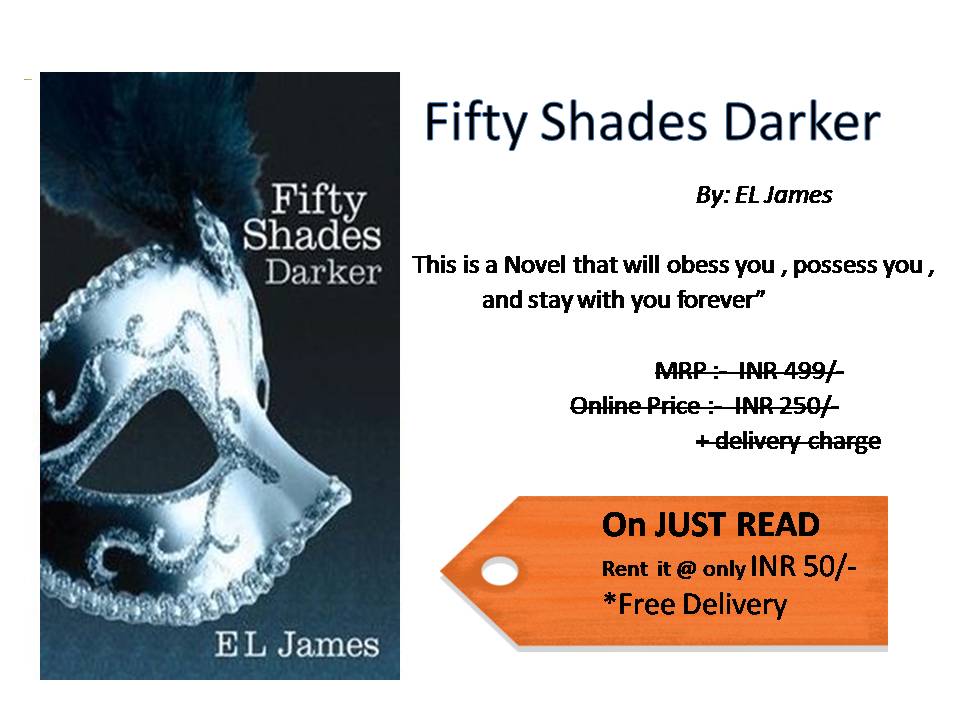 Fifty
Shades
Darker
E L James
Fifty Shades Darker
By: EL James
This is a Novel that will obess you , possess you ,
and stay with you forever”
MRP :-  INR 499/-
Online Price :-  INR 250/-
+ delivery charge
On JUST READ
Rent it @ only INR 50/-
*Free Delivery